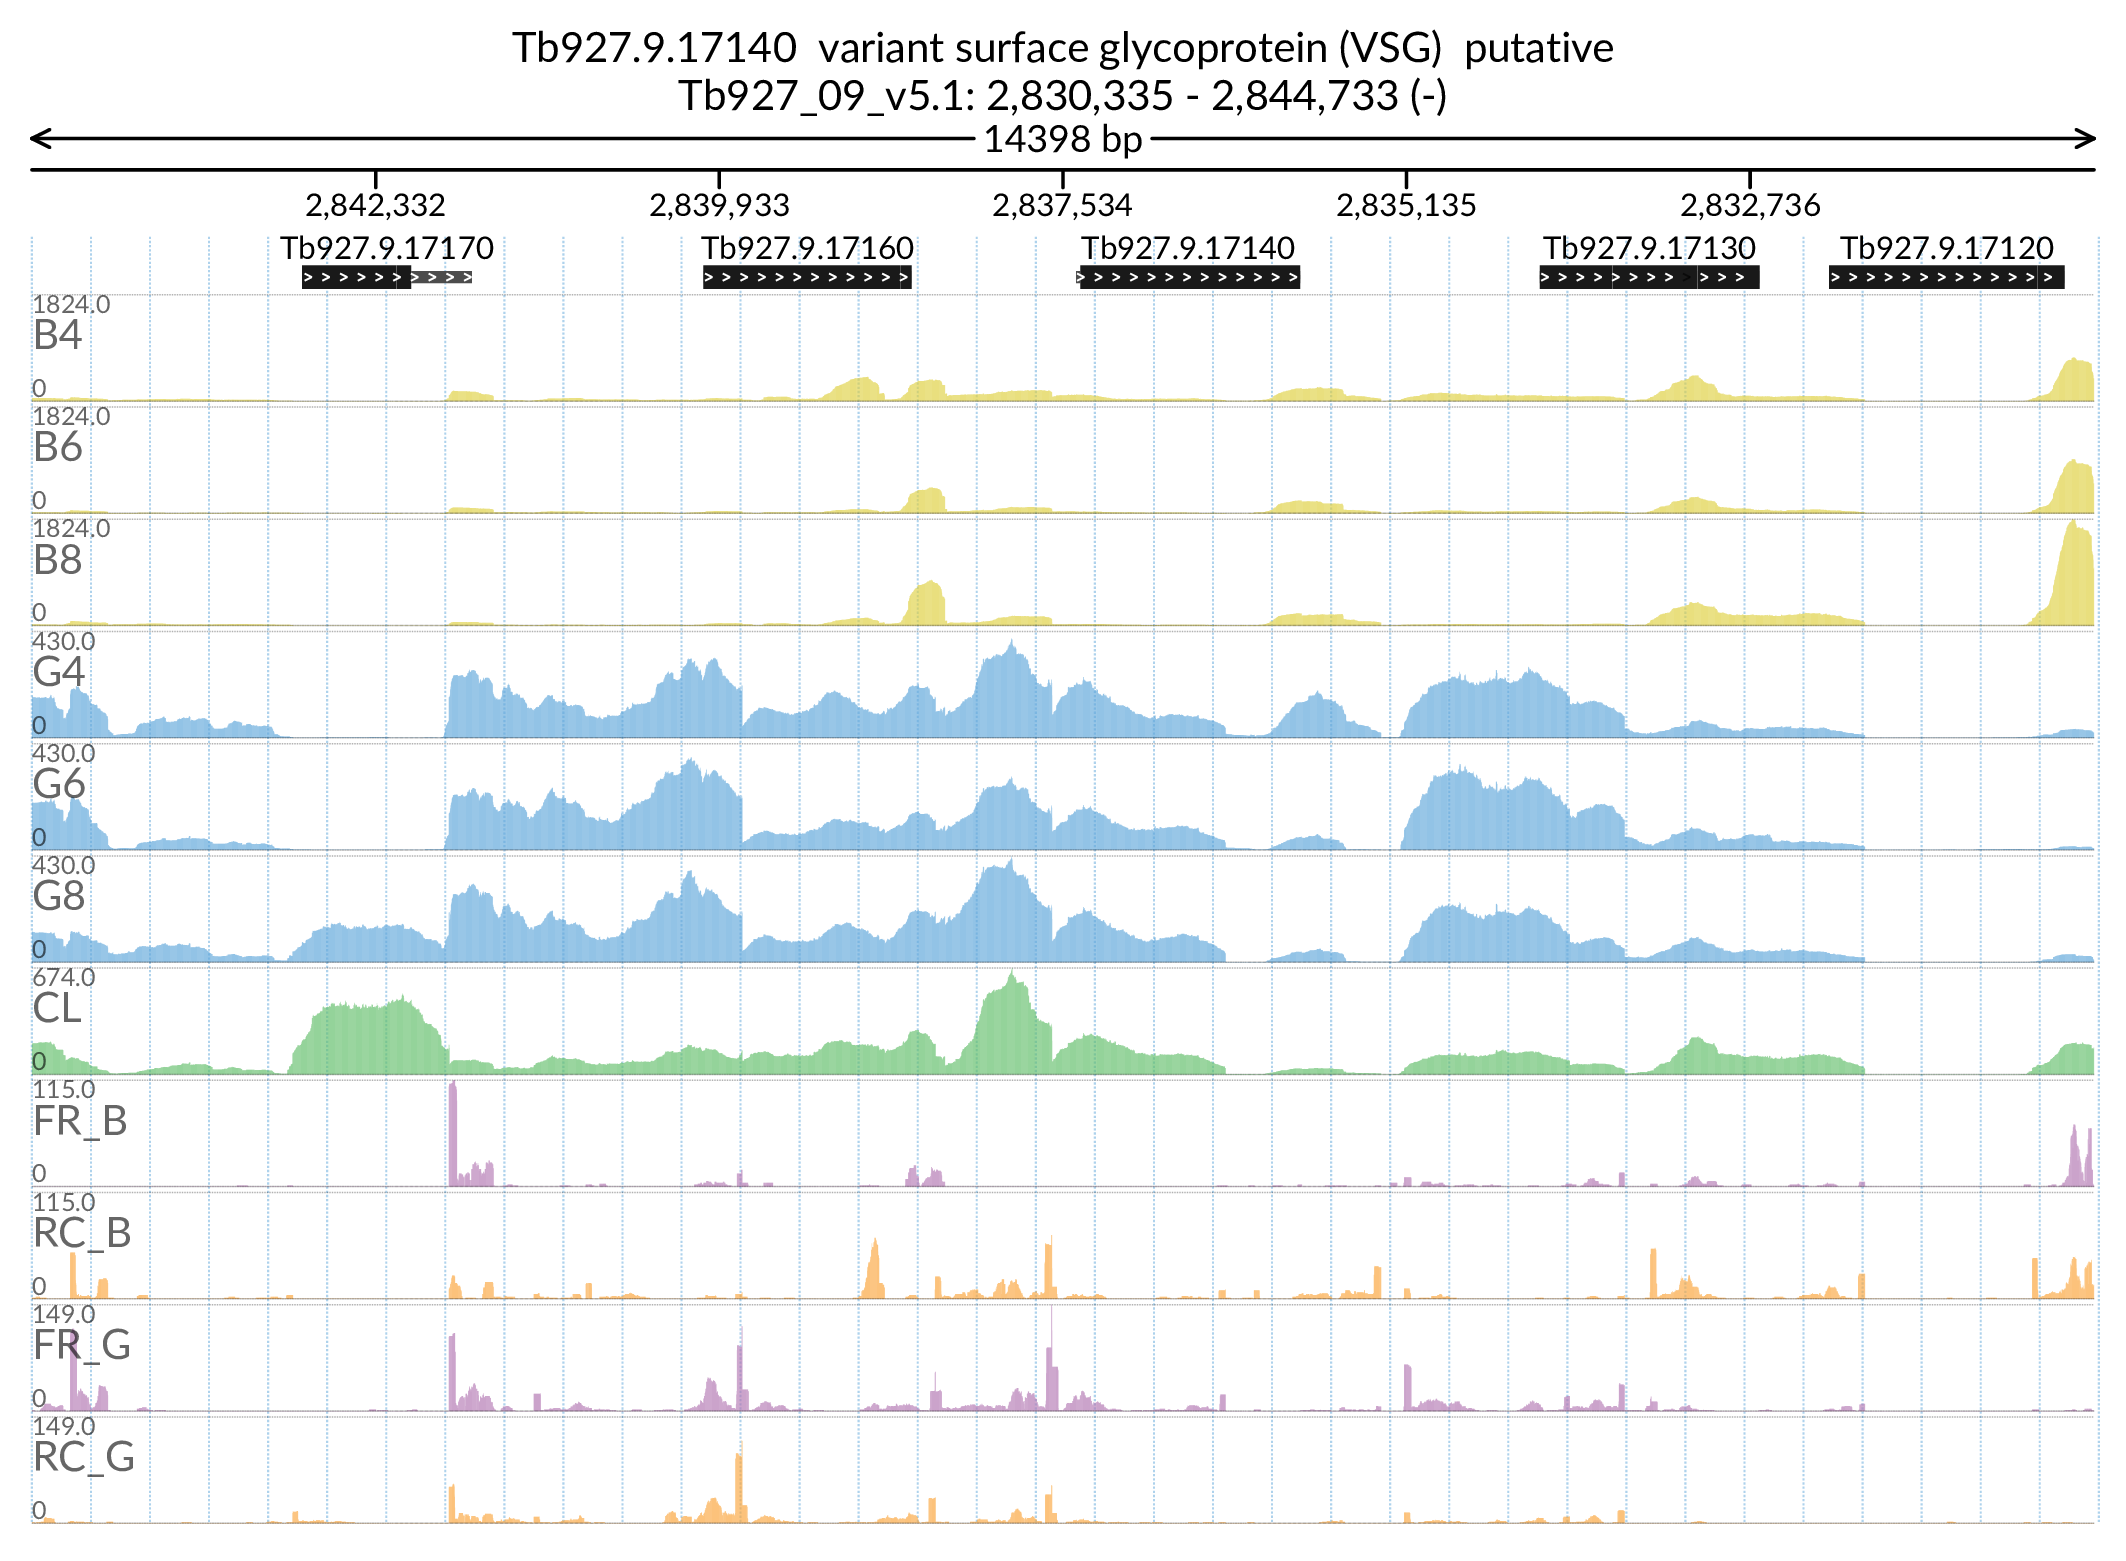 Tb927.9.17140  variant surface glycoprotein (VSG)  putative
Tb927_09_v5.1: 2,830,335 - 2,844,733 (-)
14398 bp
2,842,332 2,839,933 2,837,534 2,835,135 2,832,736
Tb927.9.17170 Tb927.9.17160 Tb927.9.17140 Tb927.9.17130 Tb927.9.17120
1824.0
B4
0
1824.0
B6
0
1824.0
B8
0
430.0
G4
0
430.0
G6
0
430.0
G8
0
674.0
CL
0
115.0
FR_B
0
115.0
RC_B
0
149.0
FR_G
0
149.0
RC_G
0